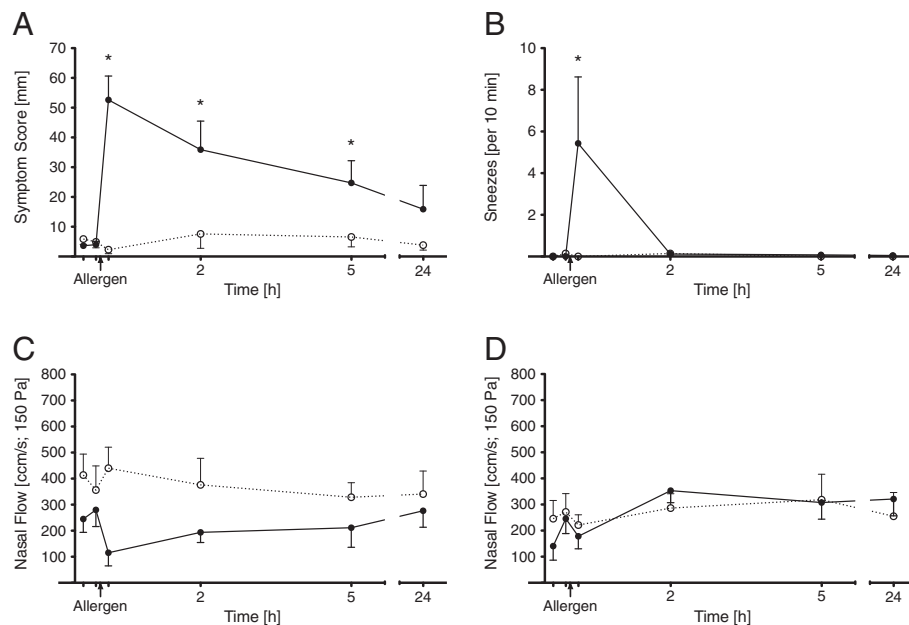 A
Symptom Score [mm]
70
60
50
40
30
20
10
*
*
*
Allergen
2
5
24
Time [h]
B
Sneezes [per 10 min]
10
8
6
4
2
*
Allergen
2
5
24
Time [h]
C
Nasal Flow [ccm/s; 150 Pa]
800
700
600
500
400
300
200
100
Allergen
2
5
24
Time [h]
D
Nasal Flow [ccm/s; 150 Pa]
800
700
600
500
400
300
200
100
Allergen
2
5
24
Time [h]